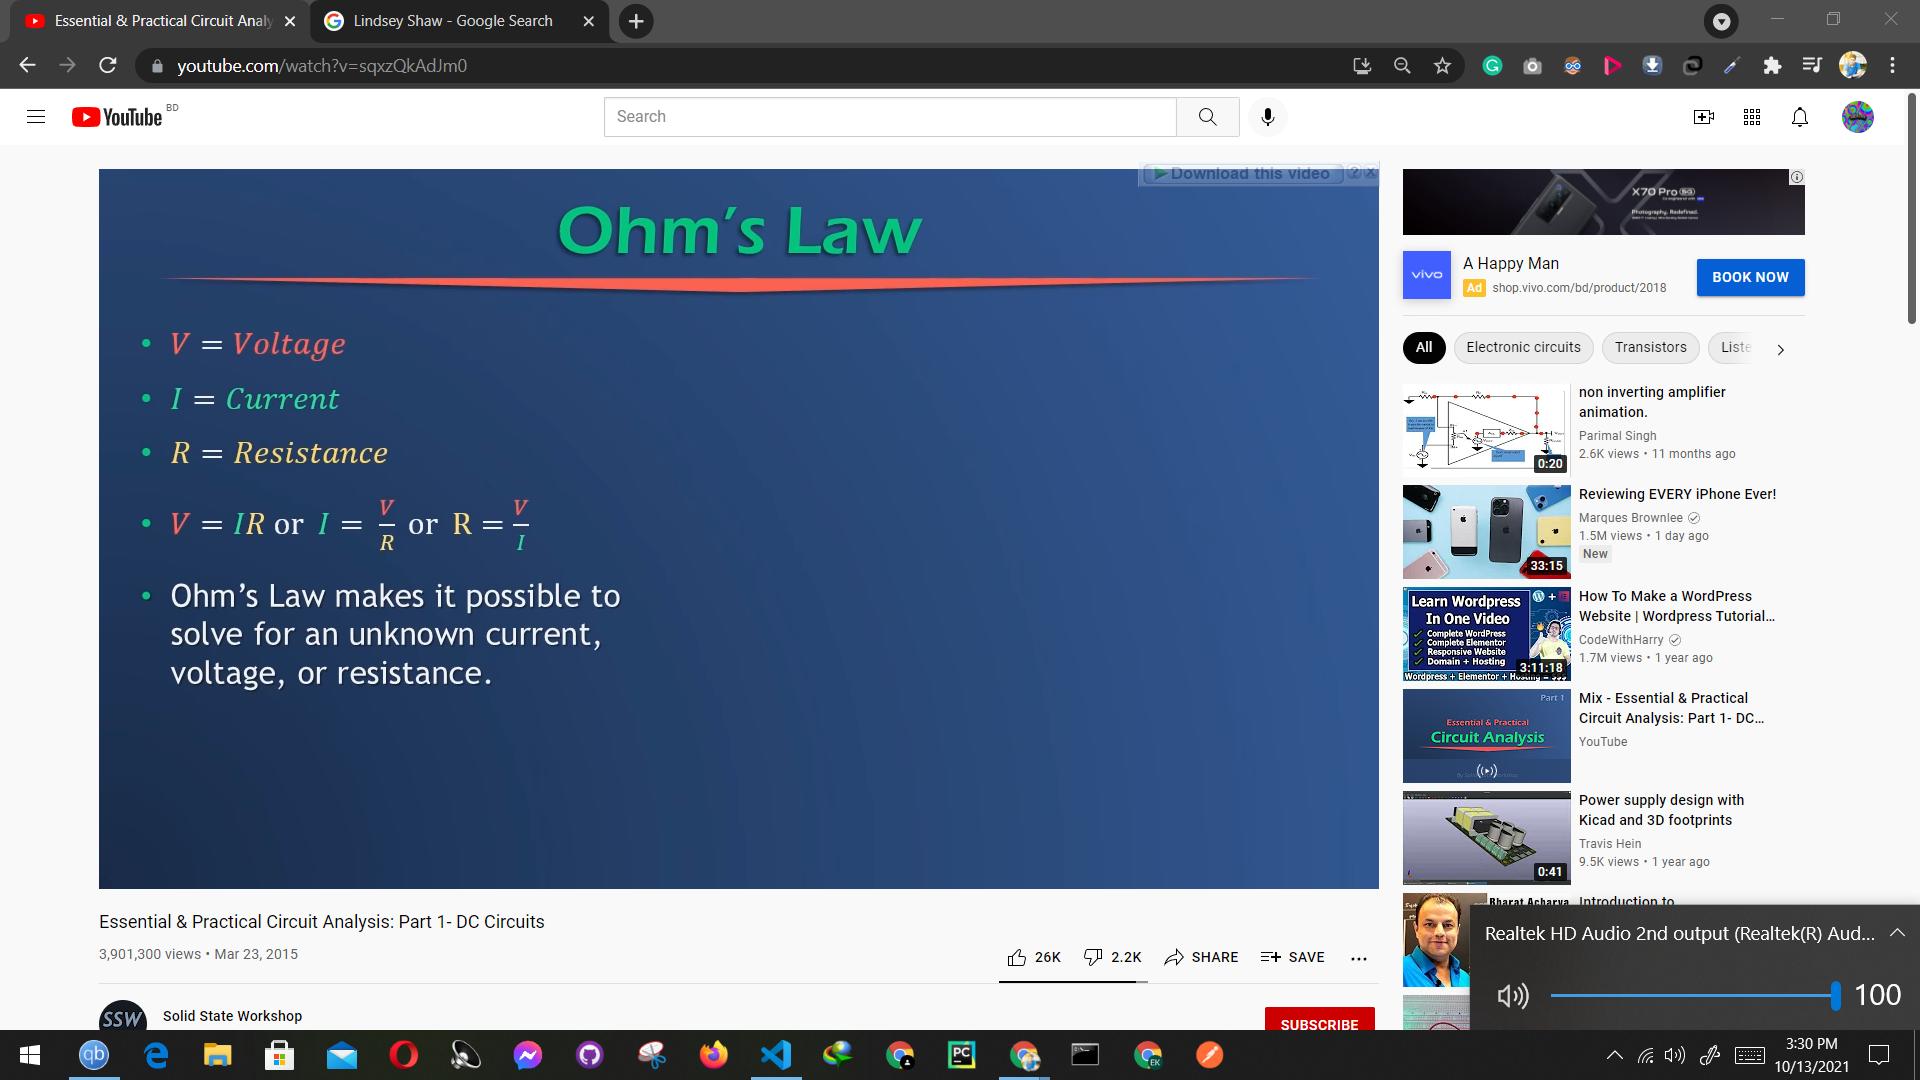 Essential & Practical Circuit Analy
Lindsey Shaw - Google Search
youtube.com/watch?v=sqxzQkAdJm0
YouTube BD
Search
Download this video
Ohm's Law
• V = Voltage
• I = Current
• R = Resistance
• V = IR or I = V/R or R = V/I
• Ohm's Law makes it possible to
solve for an unknown current,
voltage, or resistance.
Essential & Practical Circuit Analysis: Part 1- DC Circuits
3,901,300 views • Mar 23, 2015
26K 2.2K SHARE SAVE
SSW
Solid State Workshop
SUBSCRIBE
X70 Pro 5G
Photography. Redefined.
vivo
A Happy Man
Ad shop.vivo.com/bd/product/2018
BOOK NOW
All Electronic circuits Transistors Liste
non inverting amplifier
animation.
Parimal Singh
2.6K views • 11 months ago
0:20
Reviewing EVERY iPhone Ever!
Marques Brownlee
1.5M views • 1 day ago
New
33:15
How To Make a WordPress
Website | Wordpress Tutorial...
CodeWithHarry
1.7M views • 1 year ago
Learn Wordpress
In One Video
Complete WordPress
Complete Elementor
Responsive Website
Domain + Hosting
3:11:18
Wordpress + Elementor + Hosting = $$$
Mix - Essential & Practical
Circuit Analysis: Part 1- DC...
YouTube
Part 1
Essential & Practical
Circuit Analysis
Power supply design with
Kicad and 3D footprints
Travis Hein
9.5K views • 1 year ago
0:41
Bharat Acharya
Introduction to
Realtek HD Audio 2nd output (Realtek(R) Aud...
100
qb
PC
EK
3:30 PM
10/13/2021